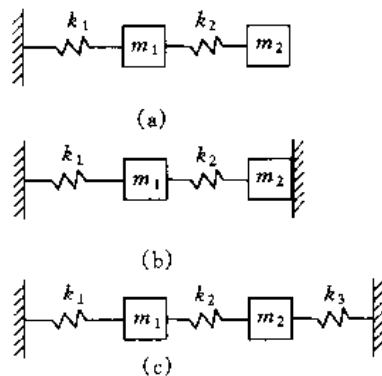 k₁ k₂
m₁ m₂
(a)
k₁ k₂
m₁ m₂
(b)
k₁ k₂ k₃
m₁ m₂
(c)